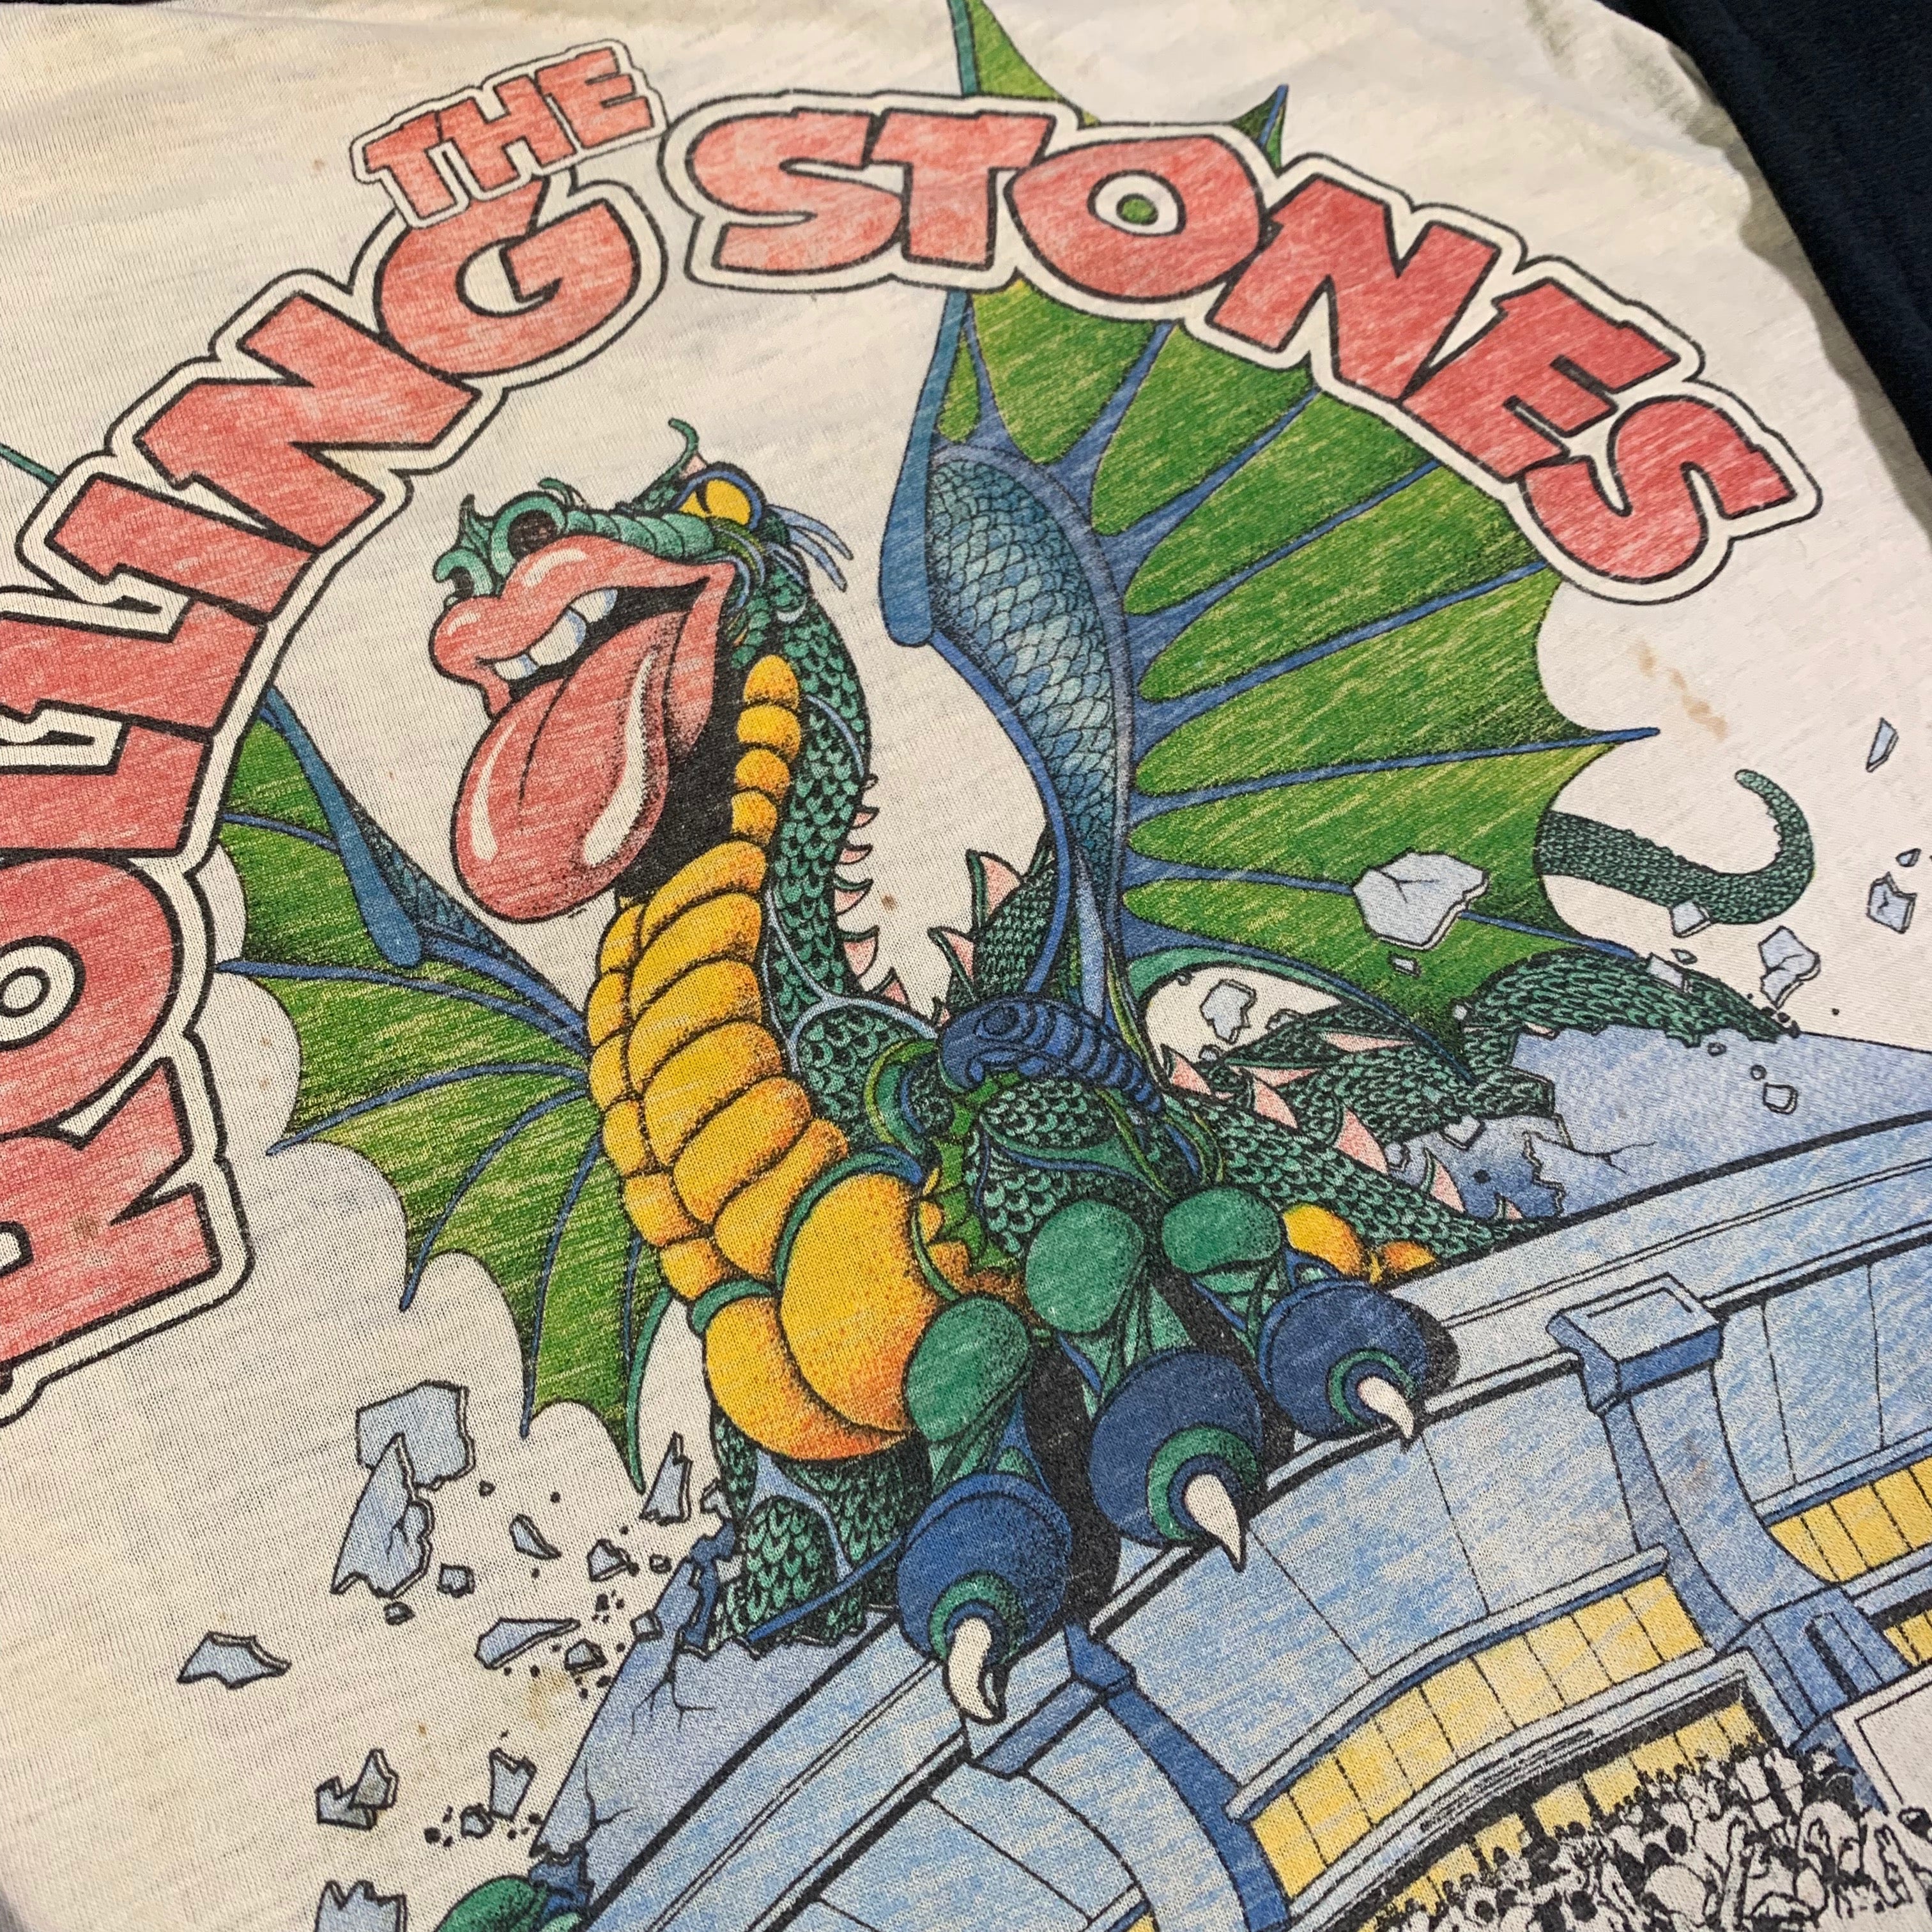 THE
ROLLING STONES